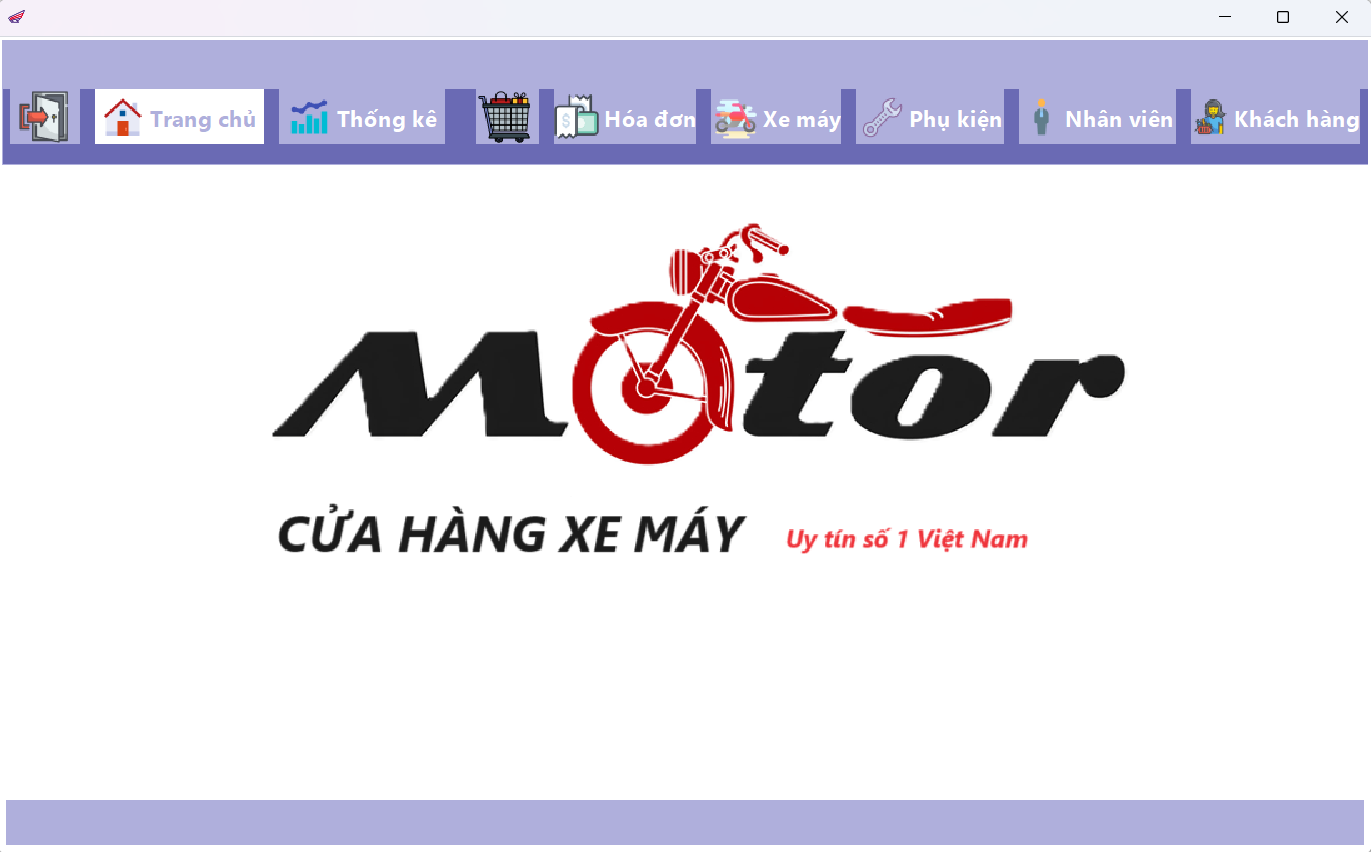 Trang chủ Thống kê Hóa đơn Xe máy Phụ kiện Nhân viên Khách hàng
Motor
CỬA HÀNG XE MÁY Uy tín số 1 Việt Nam